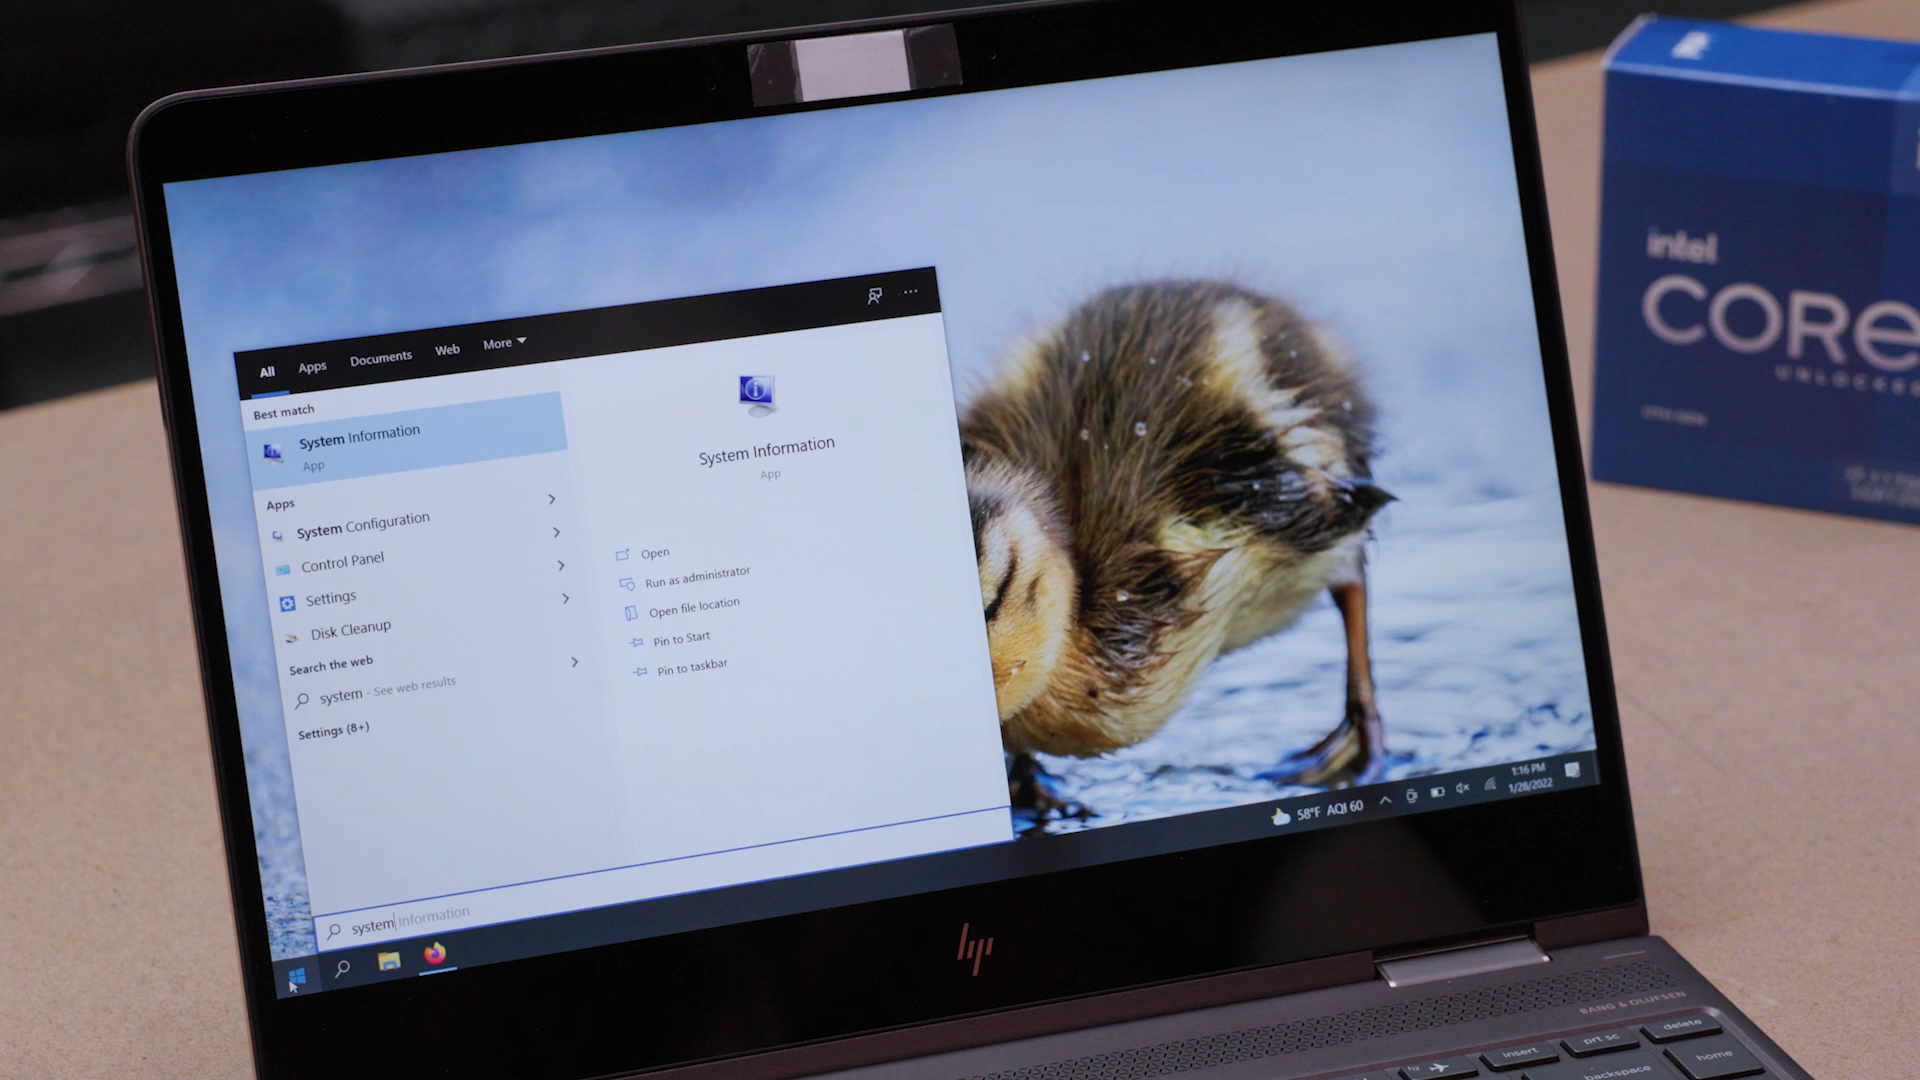 All
Apps
Documents
Web
More
Best match
System Information
App
Apps
System Configuration
Control Panel
Settings
Disk Cleanup
Search the web
system - See web results
Settings (8+)
System Information
App
Open
Run as administrator
Open file location
Pin to Start
Pin to taskbar
system Information
58°F AQI 60
1:16 PM
1/28/2022
hp
BANG & OLUFSEN
f12
insert
prt sc
delete
backspace
home
intel
CORE
UNLOCKED